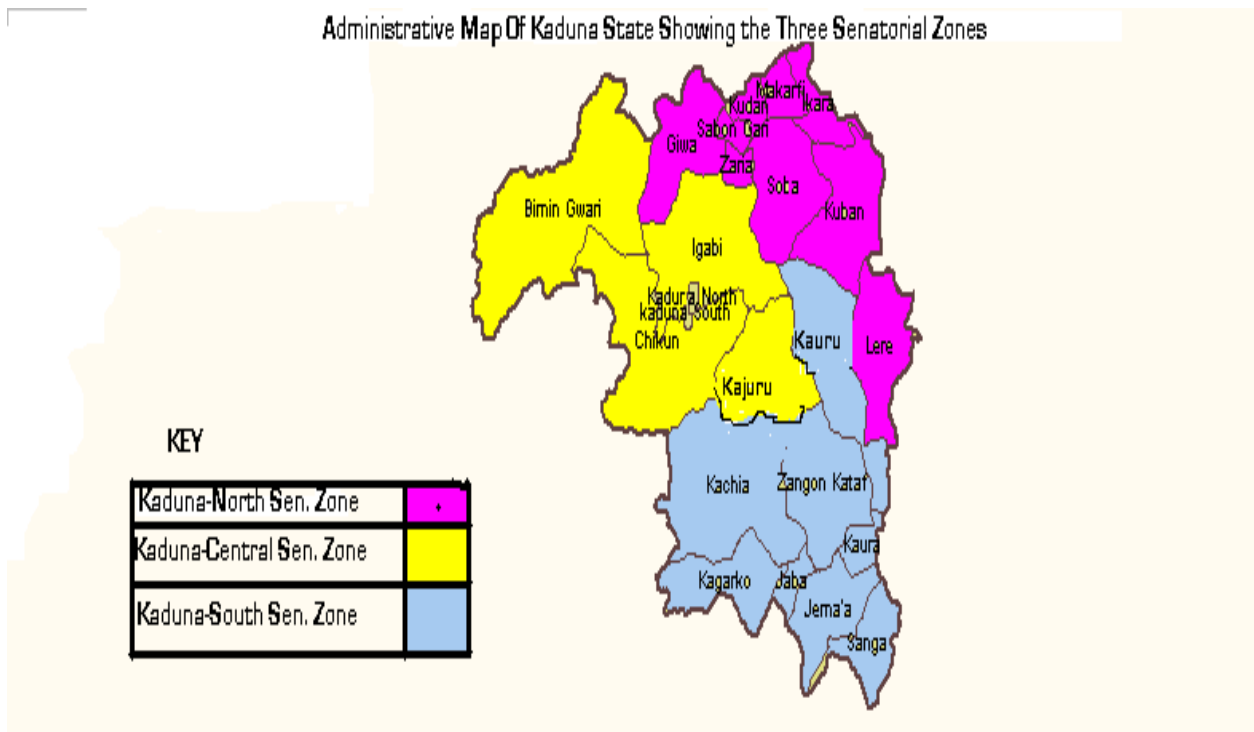 Administrative Map Of Kaduna State Showing the Three Senatorial Zones
Makarfi
Kudan
Ikara
Sabon Gari
Giwa
Zana
Soba
Kuban
Birnin Gwari
Igabi
Kaduna North
kaduna South
Chikun
Kauru
Lere
Kajuru
Kachia
Zangon Kataf
Kaura
Kagarko
Jaba
Jema'a
Sanga
KEY
Kaduna-North Sen. Zone
Kaduna-Central Sen. Zone
Kaduna-South Sen. Zone